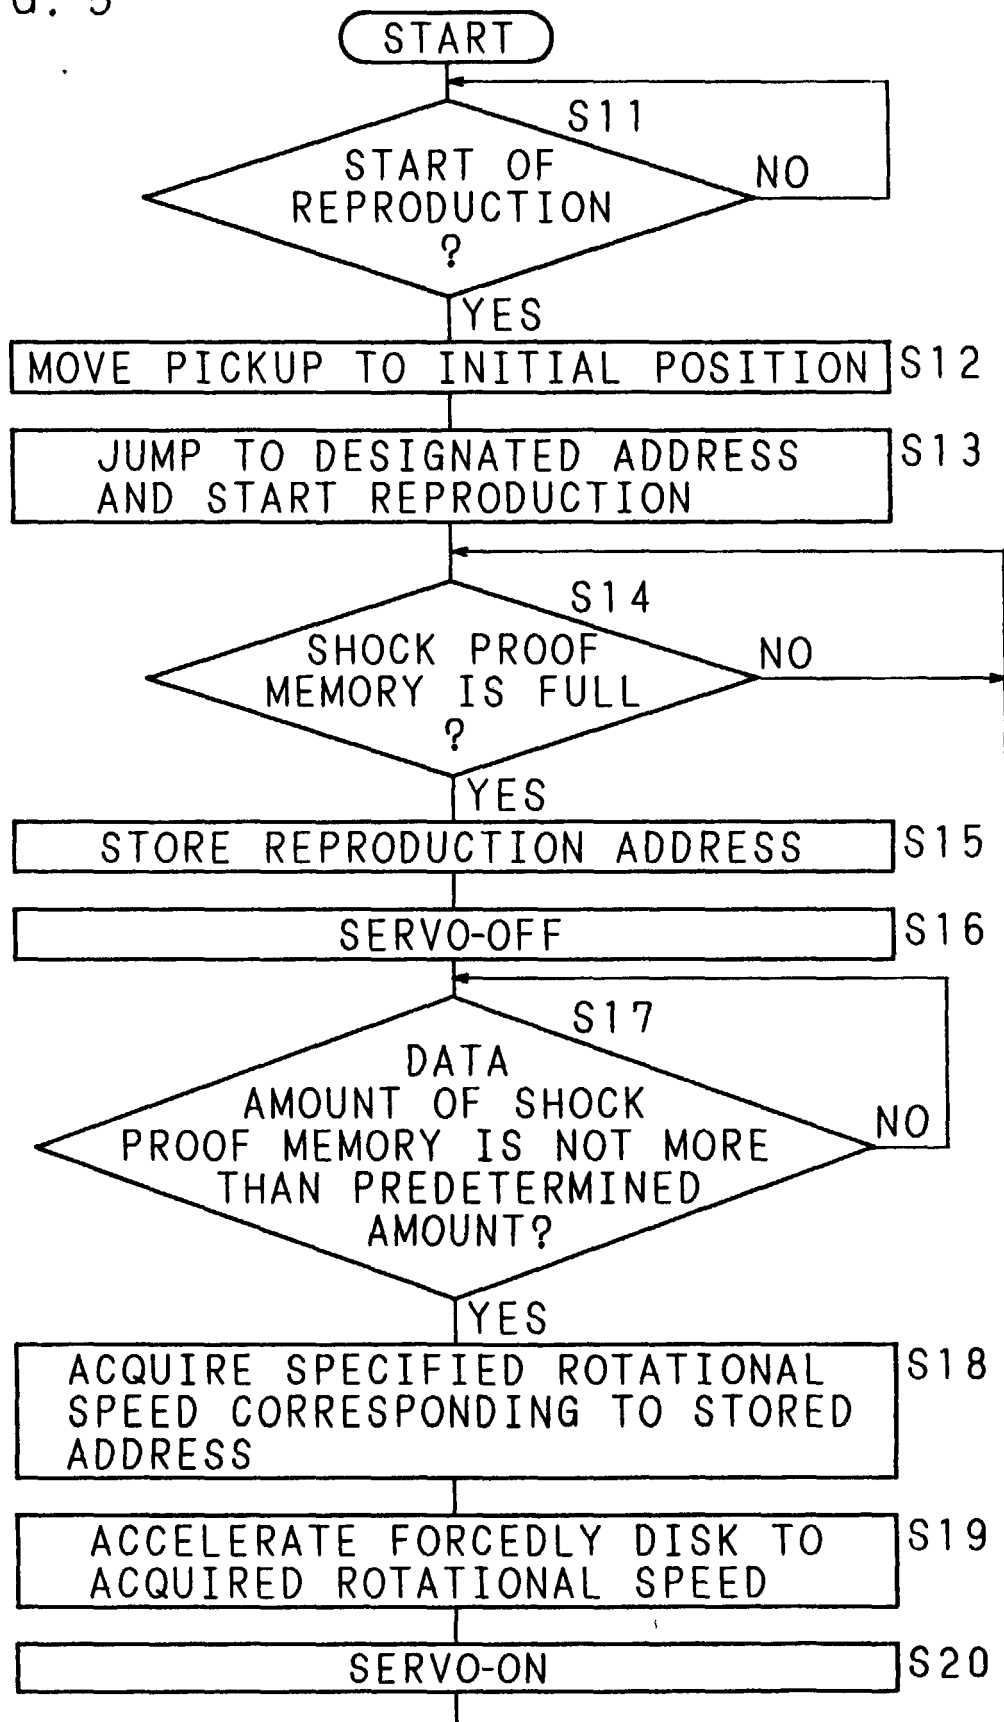 G. 5
START
S11
START OF
REPRODUCTION
?
NO
YES
MOVE PICKUP TO INITIAL POSITION
S12
JUMP TO DESIGNATED ADDRESS
S13
AND START REPRODUCTION
S14
SHOCK PROOF
MEMORY IS FULL
?
NO
YES
STORE REPRODUCTION ADDRESS
S15
SERVO-OFF
S16
S17
DATA
AMOUNT OF SHOCK
PROOF MEMORY IS NOT MORE
THAN PREDETERMINED
AMOUNT?
NO
YES
ACQUIRE SPECIFIED ROTATIONAL
S18
SPEED CORRESPONDING TO STORED
ADDRESS
ACCELERATE FORCEDLY DISK TO
S19
ACQUIRED ROTATIONAL SPEED
SERVO-ON
S20